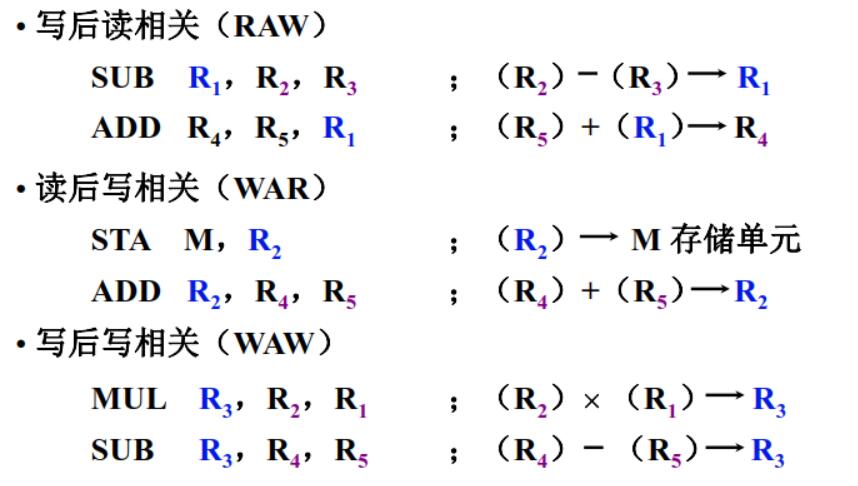 • 写后读相关（RAW）
SUB R₁，R₂，R₃ ；（R₂）－（R₃）→ R₁
ADD R₄，R₅，R₁ ；（R₅）+（R₁）→ R₄
• 读后写相关（WAR）
STA M，R₂ ；（R₂）→ M 存储单元
ADD R₂，R₄，R₅ ；（R₄）+（R₅）→ R₂
• 写后写相关（WAW）
MUL R₃，R₂，R₁ ；（R₂）×（R₁）→ R₃
SUB R₃，R₄，R₅ ；（R₄）－（R₅）→ R₃